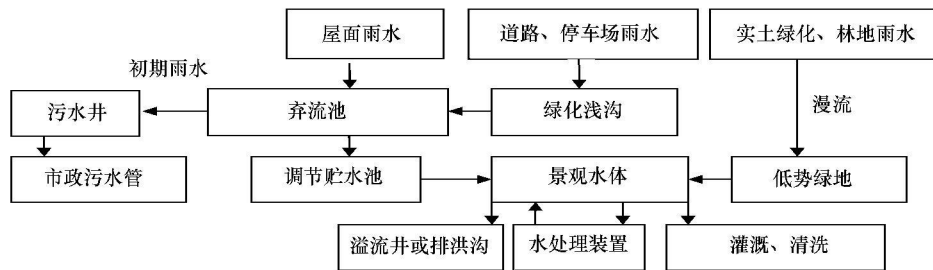 屋面雨水
道路、停车场雨水
实土绿化、林地雨水
初期雨水
污水井
弃流池
绿化浅沟
漫流
市政污水管
调节贮水池
景观水体
低势绿地
溢流井或排洪沟
水处理装置
灌溉、清洗